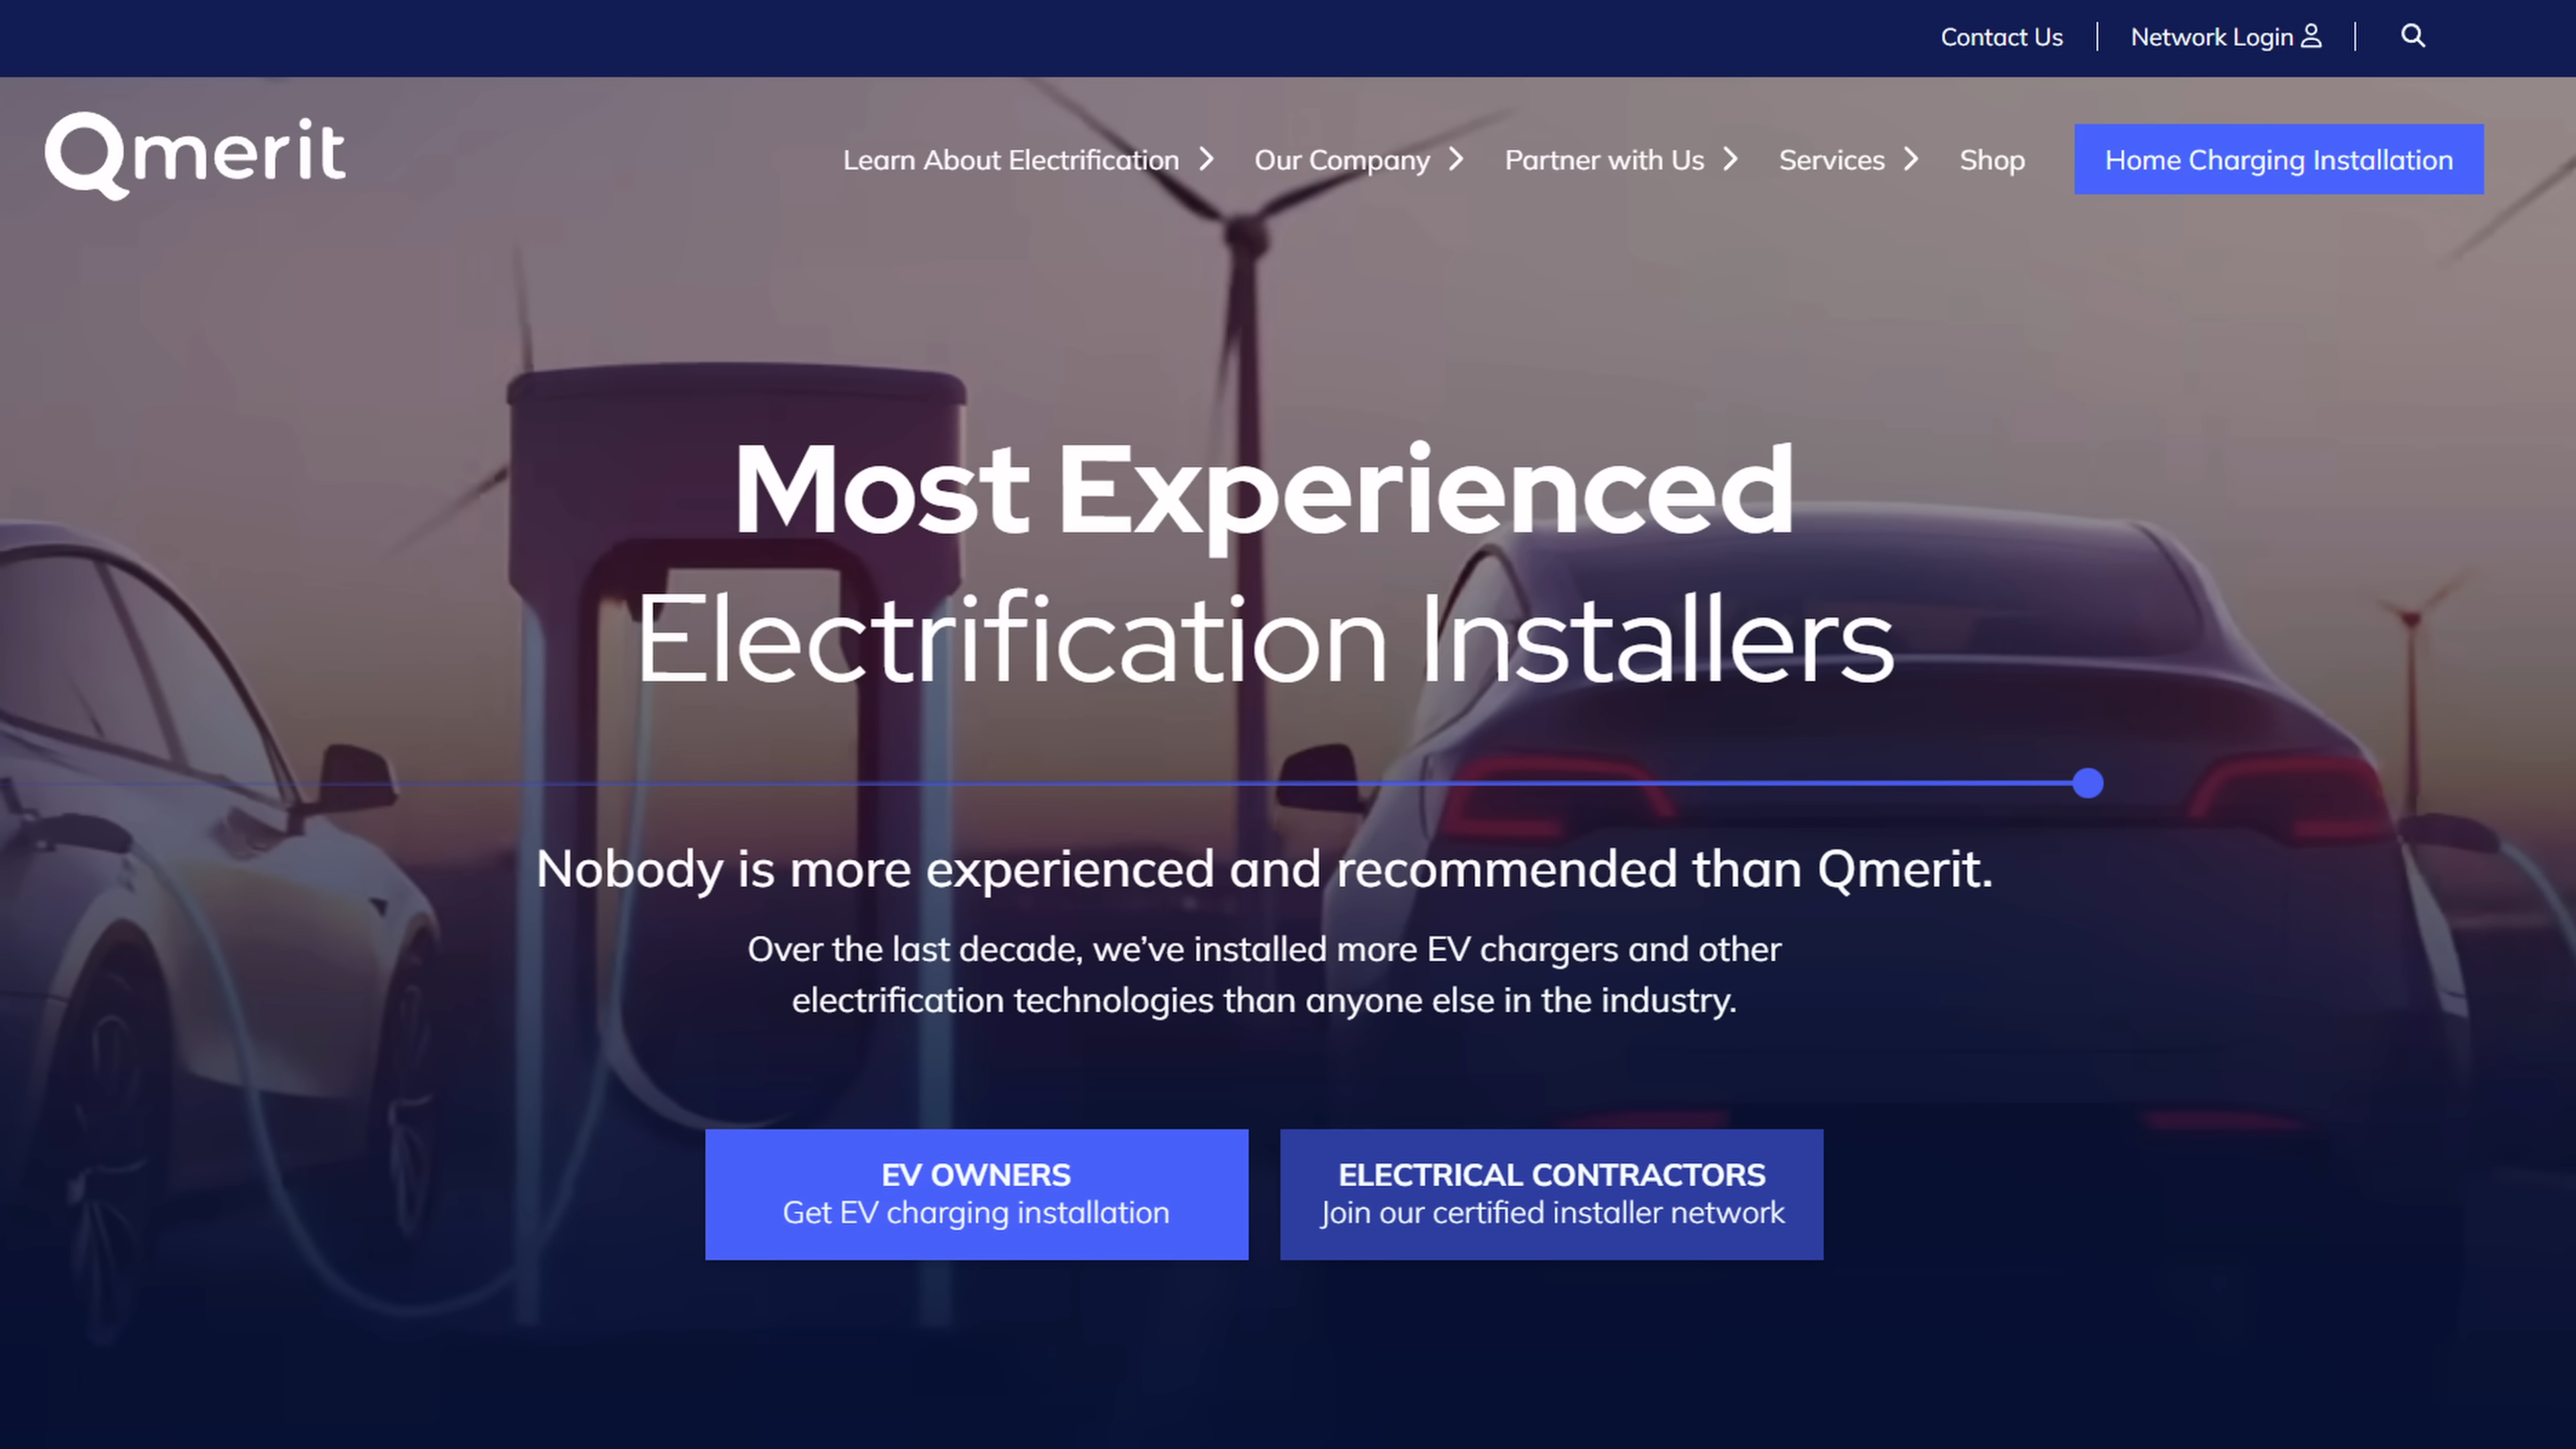 Contact Us
Network Login
Qmerit
Learn About Electrification
Our Company
Partner with Us
Services
Shop
Home Charging Installation
Most Experienced
Electrification Installers
Nobody is more experienced and recommended than Qmerit.
Over the last decade, we’ve installed more EV chargers and other
electrification technologies than anyone else in the industry.
EV OWNERS
Get EV charging installation
ELECTRICAL CONTRACTORS
Join our certified installer network